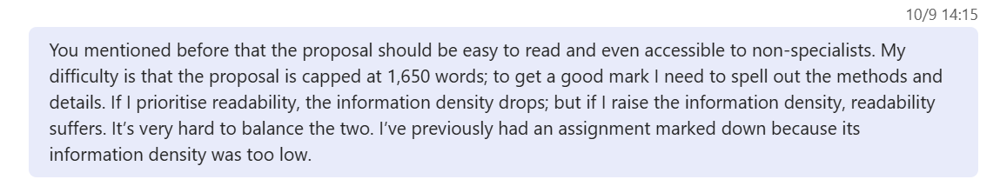 10/9 14:15
You mentioned before that the proposal should be easy to read and even accessible to non-specialists. My
difficulty is that the proposal is capped at 1,650 words; to get a good mark I need to spell out the methods and
details. If I prioritise readability, the information density drops; but if I raise the information density, readability
suffers. It’s very hard to balance the two. I’ve previously had an assignment marked down because its
information density was too low.